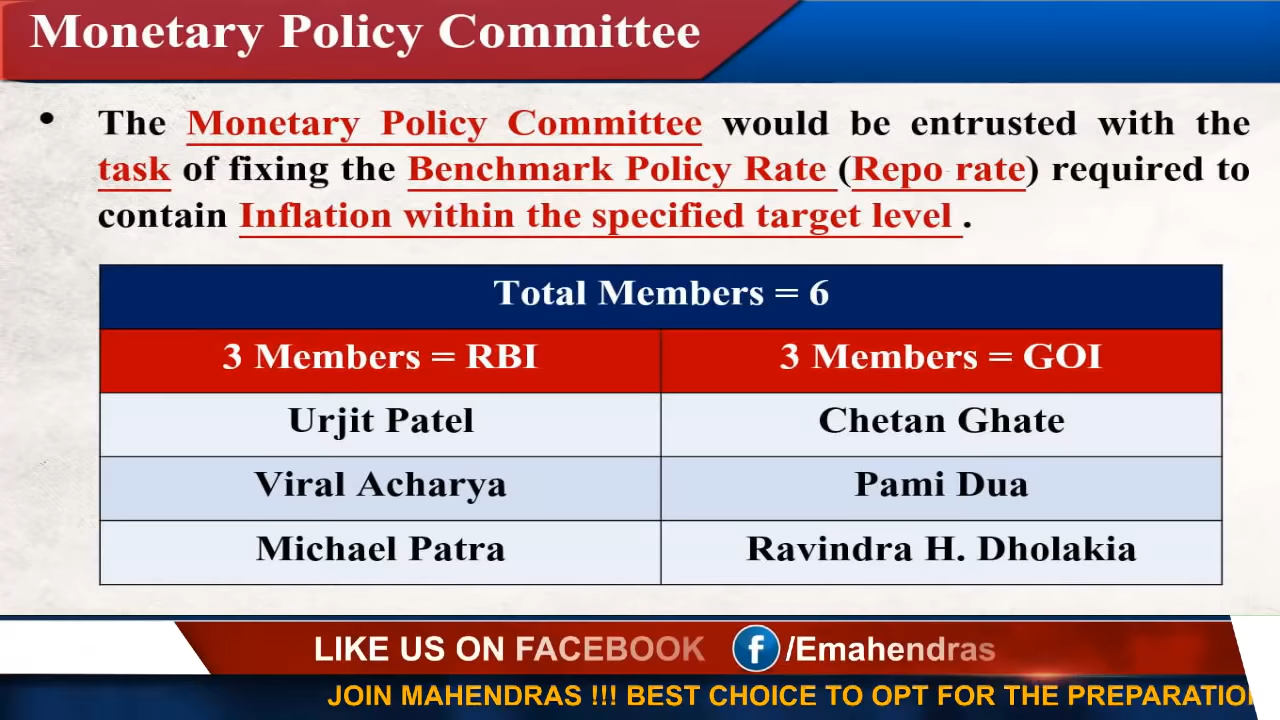 Monetary Policy Committee
• The Monetary Policy Committee would be entrusted with the
task of fixing the Benchmark Policy Rate (Repo rate) required to
contain Inflation within the specified target level .
Total Members = 6
3 Members = RBI 3 Members = GOI
Urjit Patel Chetan Ghate
Viral Acharya Pami Dua
Michael Patra Ravindra H. Dholakia
LIKE US ON FACEBOOK f /Emahendras
JOIN MAHENDRAS !!! BEST CHOICE TO OPT FOR THE PREPARATIO